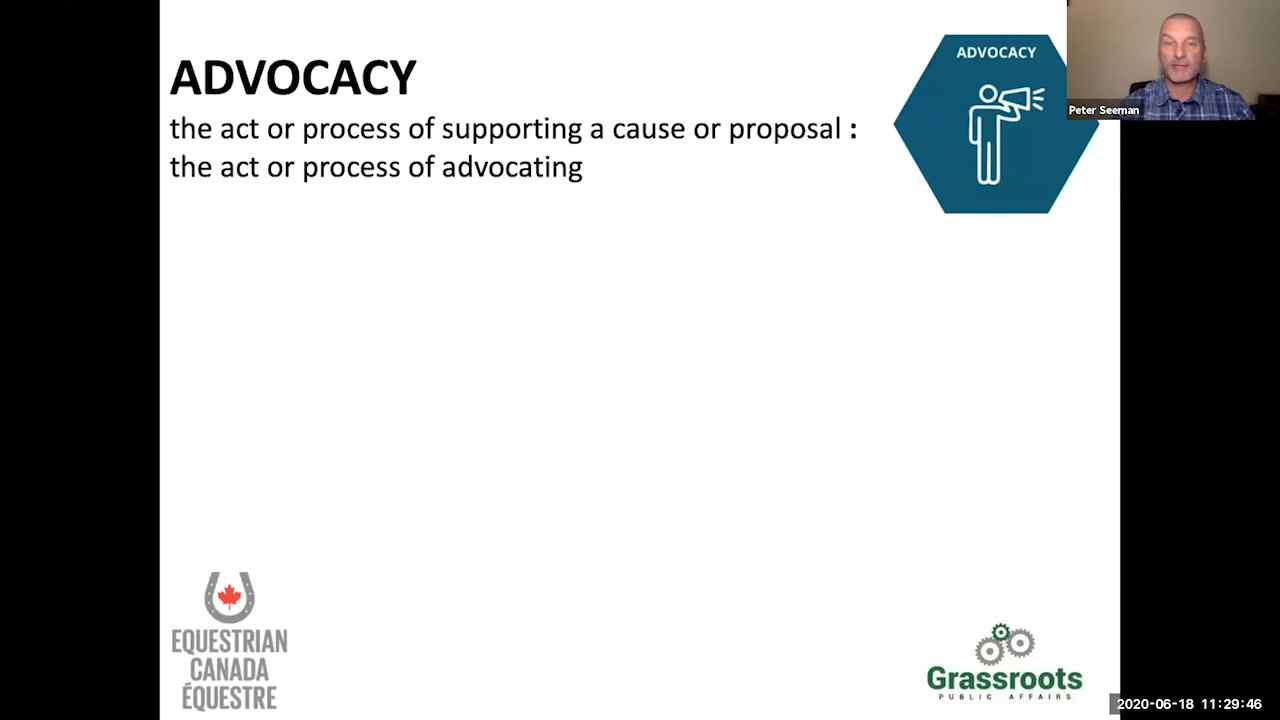 ADVOCACY
the act or process of supporting a cause or proposal :
the act or process of advocating
ADVOCACY
Peter Seeman
EQUESTRIAN
CANADA
ÉQUESTRE
Grassroots
PUBLIC AFFAIRS
2020-06-18 11:29:46